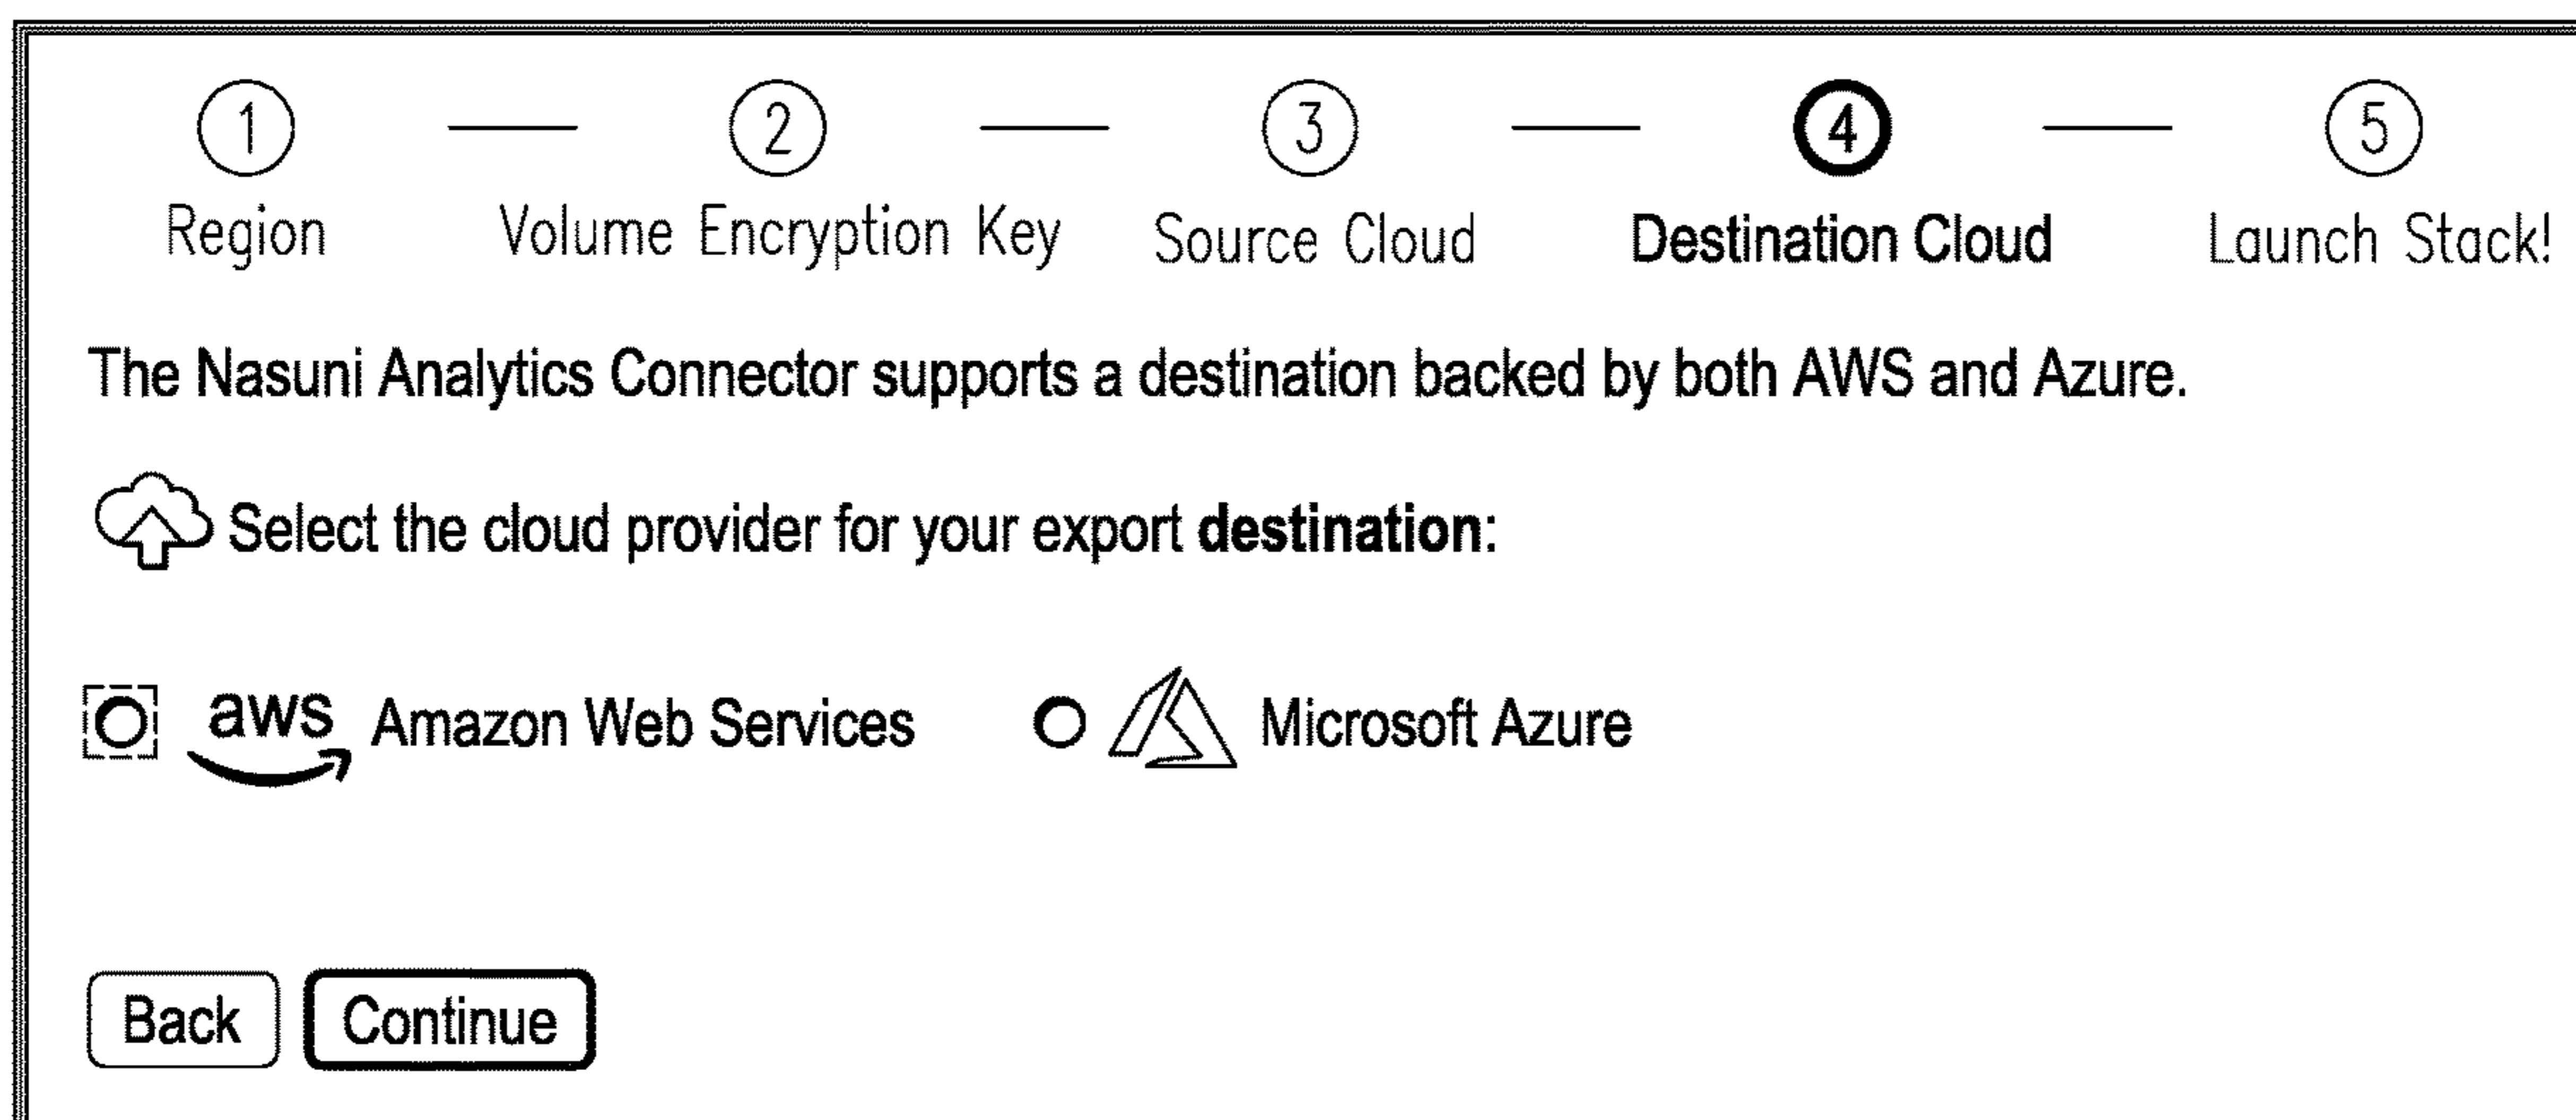 1 2 3 4 5
Region Volume Encryption Key Source Cloud Destination Cloud Launch Stack!
The Nasuni Analytics Connector supports a destination backed by both AWS and Azure.
Select the cloud provider for your export destination:
aws Amazon Web Services Microsoft Azure
Back Continue